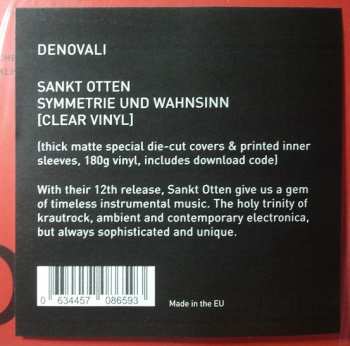 DENOVALI
SANKT OTTEN
SYMMETRIE UND WAHNSINN
[CLEAR VINYL]
(thick matte special die-cut covers & printed inner
sleeves, 180g vinyl, includes download code)
With their 12th release, Sankt Otten give us a gem
of timeless instrumental music. The holy trinity of
krautrock, ambient and contemporary electronica,
but always sophisticated and unique.
0 634457 086593
Made in the EU